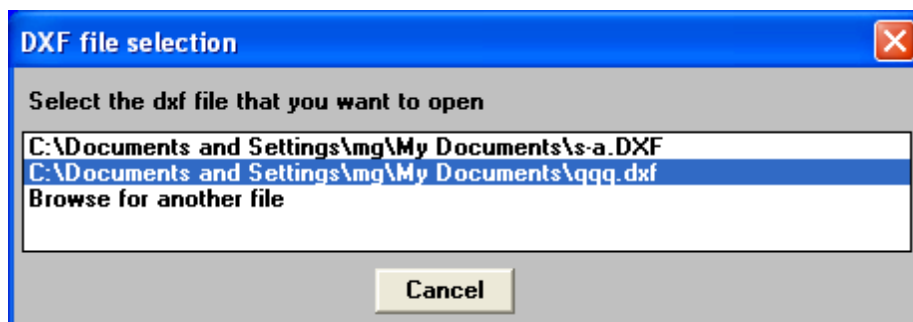 DXF file selection
Select the dxf file that you want to open
C:\Documents and Settings\mg\My Documents\s-a.DXF
C:\Documents and Settings\mg\My Documents\qqq.dxf
Browse for another file
Cancel